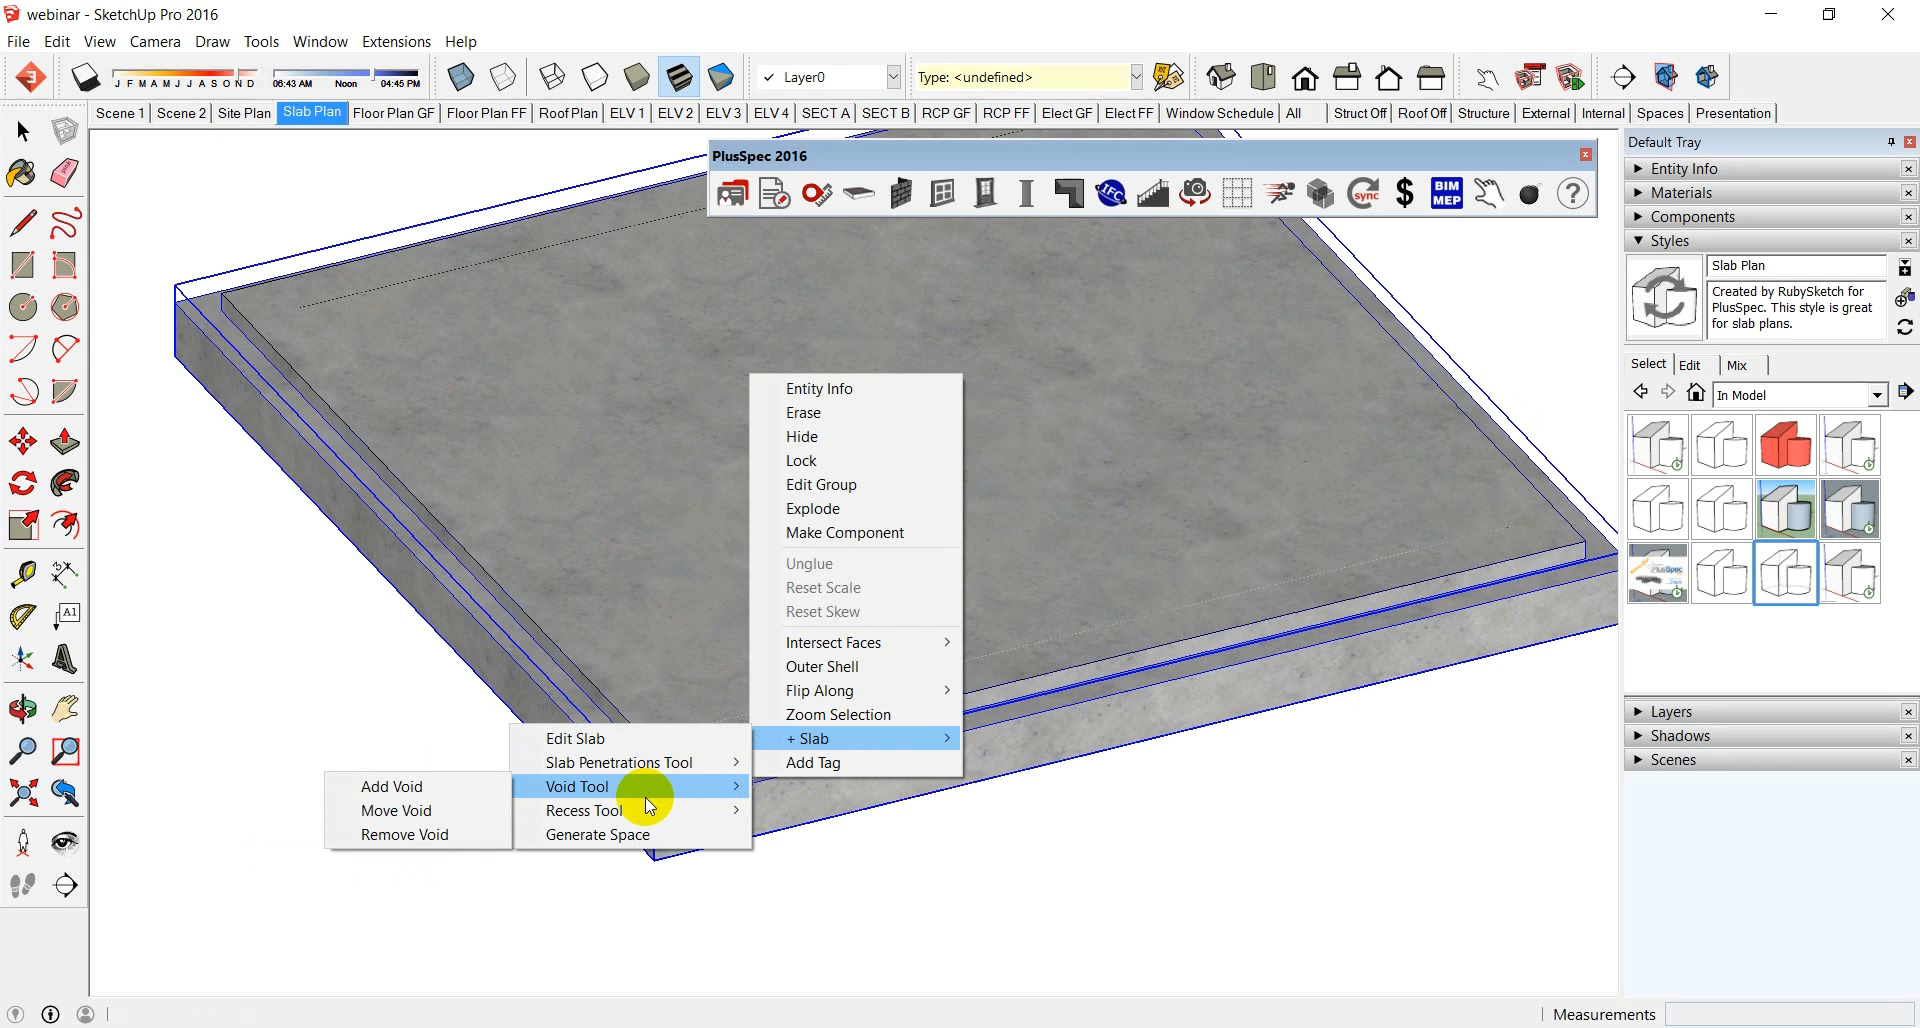 webinar - SketchUp Pro 2016
File Edit View Camera Draw Tools Window Extensions Help
J F M A M J J A S O N D 06:43 AM Noon 04:45 PM Layer0 Type: <undefined>
Scene 1 Scene 2 Site Plan Slab Plan Floor Plan GF Floor Plan FF Roof Plan ELV 1 ELV 2 ELV 3 ELV 4 SECT A SECT B RCP GF RCP FF Elect GF Elect FF Window Schedule All Struct Off Roof Off Structure External Internal Spaces Presentation
PlusSpec 2016
IFC sync $ BIM MEP ?
Default Tray
Entity Info
Materials
Components
Styles
Slab Plan
Created by RubySketch for
PlusSpec. This style is great
for slab plans.
Select Edit Mix
In Model
PlusSpec
Layers
Shadows
Scenes
A1
Entity Info
Erase
Hide
Lock
Edit Group
Explode
Make Component
Unglue
Reset Scale
Reset Skew
Intersect Faces
Outer Shell
Flip Along
Zoom Selection
+ Slab
Add Tag
Edit Slab
Slab Penetrations Tool
Void Tool
Recess Tool
Generate Space
Add Void
Move Void
Remove Void
Measurements